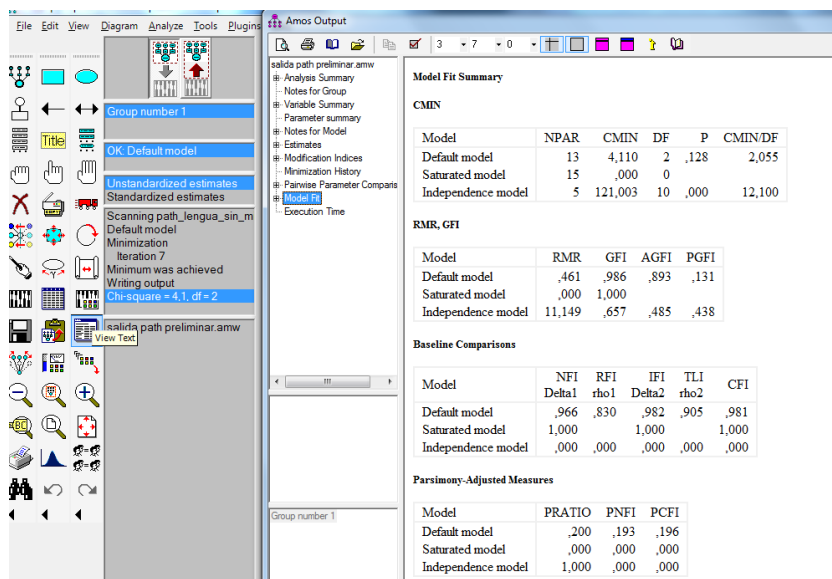 File Edit View Diagram Analyze Tools Plugins
Title
Group number 1
OK: Default model
Unstandardized estimates
Standardized estimates
Scanning path_lengua_sin_m
Default model
Minimization
Iteration 7
Minimum was achieved
Writing output
Chi-square = 4,1, df = 2
salida path preliminar.amw
View Text
Amos Output
3 7 0
salida path preliminar.amw
Analysis Summary
Notes for Group
Variable Summary
Parameter summary
Notes for Model
Estimates
Modification Indices
Minimization History
Pairwise Parameter Comparis
Model Fit
Execution Time
Group number 1
Model Fit Summary
CMIN
Model NPAR CMIN DF P CMIN/DF
Default model 13 4,110 2 ,128 2,055
Saturated model 15 ,000 0
Independence model 5 121,003 10 ,000 12,100
RMR, GFI
Model RMR GFI AGFI PGFI
Default model ,461 ,986 ,893 ,131
Saturated model ,000 1,000
Independence model 11,149 ,657 ,485 ,438
Baseline Comparisons
Model NFI Delta1 RFI rho1 IFI Delta2 TLI rho2 CFI
Default model ,966 ,830 ,982 ,905 ,981
Saturated model 1,000 1,000 1,000
Independence model ,000 ,000 ,000 ,000 ,000
Parsimony-Adjusted Measures
Model PRATIO PNFI PCFI
Default model ,200 ,193 ,196
Saturated model ,000 ,000 ,000
Independence model 1,000 ,000 ,000